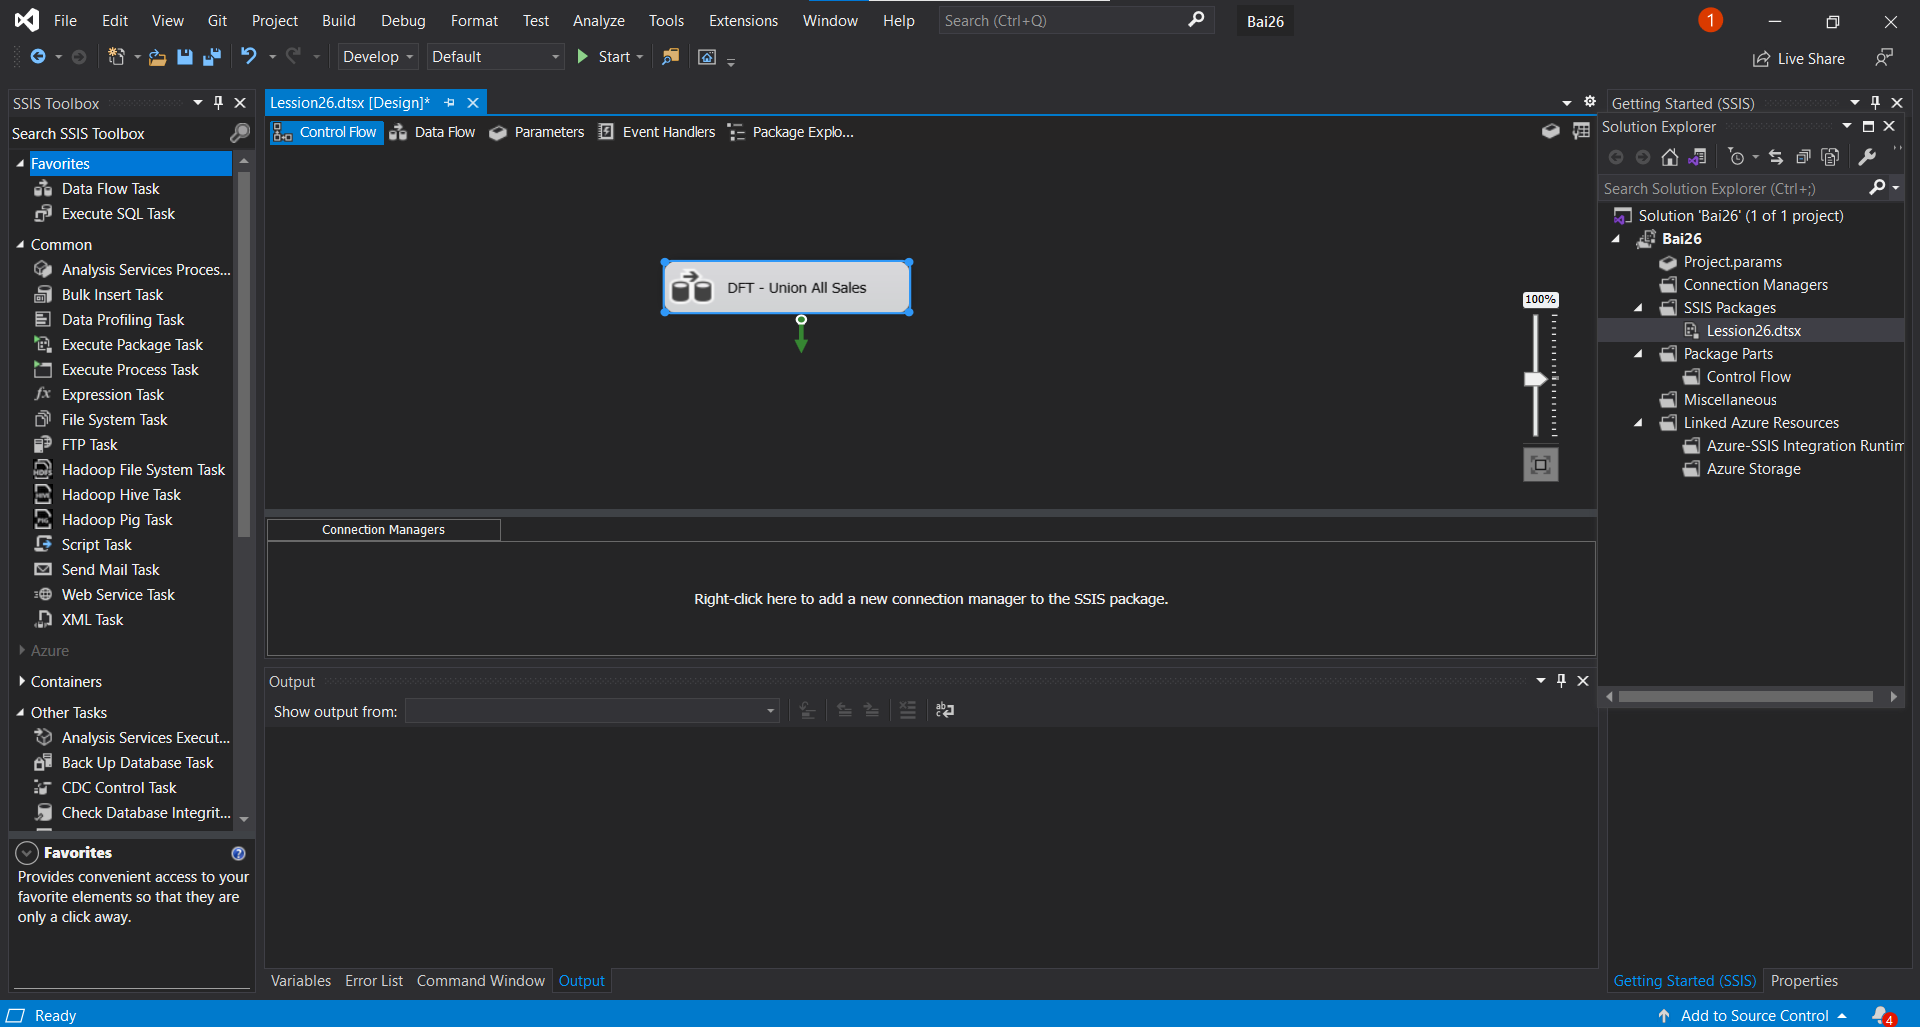 File Edit View Git Project Build Debug Format Test Analyze Tools Extensions Window Help Search (Ctrl+Q) Bai26 1
Develop Default Start Live Share
SSIS Toolbox
Search SSIS Toolbox
Favorites
Data Flow Task
Execute SQL Task
Common
Analysis Services Proces...
Bulk Insert Task
Data Profiling Task
Execute Package Task
Execute Process Task
Expression Task
File System Task
FTP Task
Hadoop File System Task
Hadoop Hive Task
Hadoop Pig Task
Script Task
Send Mail Task
Web Service Task
XML Task
Azure
Containers
Other Tasks
Analysis Services Execut...
Back Up Database Task
CDC Control Task
Check Database Integrit...
Favorites
Provides convenient access to your
favorite elements so that they are
only a click away.
Lession26.dtsx [Design]*
Control Flow Data Flow Parameters Event Handlers Package Explo...
DFT - Union All Sales
100%
Connection Managers
Right-click here to add a new connection manager to the SSIS package.
Output
Show output from:
Variables Error List Command Window Output
Getting Started (SSIS)
Solution Explorer
Search Solution Explorer (Ctrl+;)
Solution 'Bai26' (1 of 1 project)
Bai26
Project.params
Connection Managers
SSIS Packages
Lession26.dtsx
Package Parts
Control Flow
Miscellaneous
Linked Azure Resources
Azure-SSIS Integration Runtim
Azure Storage
Getting Started (SSIS) Properties
Ready Add to Source Control 4